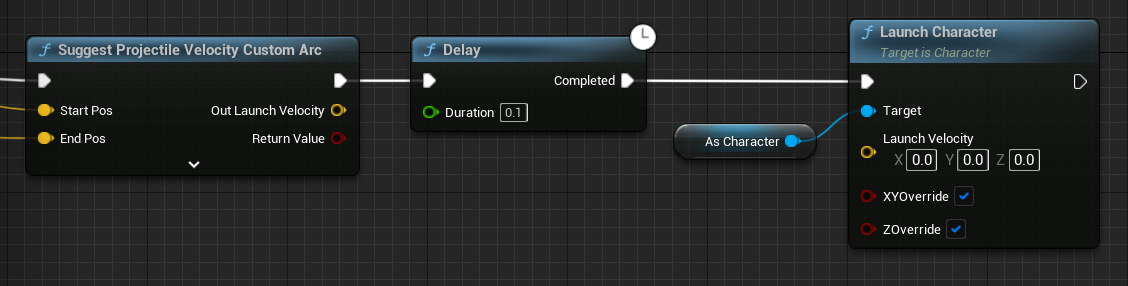 f Suggest Projectile Velocity Custom Arc
Start Pos
Out Launch Velocity
End Pos
Return Value
f Delay
Completed
Duration 0.1
As Character
f Launch Character
Target is Character
Target
Launch Velocity
X 0.0 Y 0.0 Z 0.0
XYOverride
ZOverride